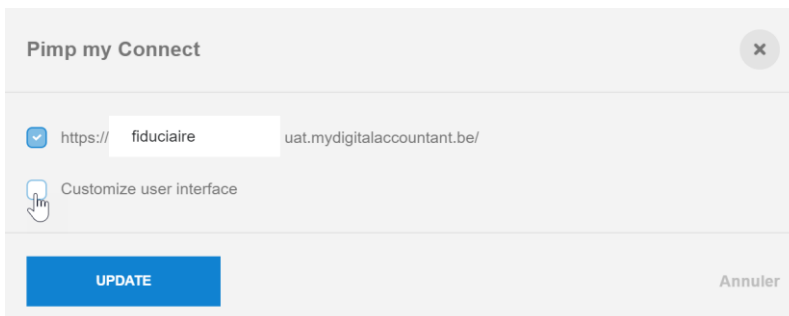 Pimp my Connect
https:// fiduciaire uat.mydigitalaccountant.be/
Customize user interface
UPDATE Annuler